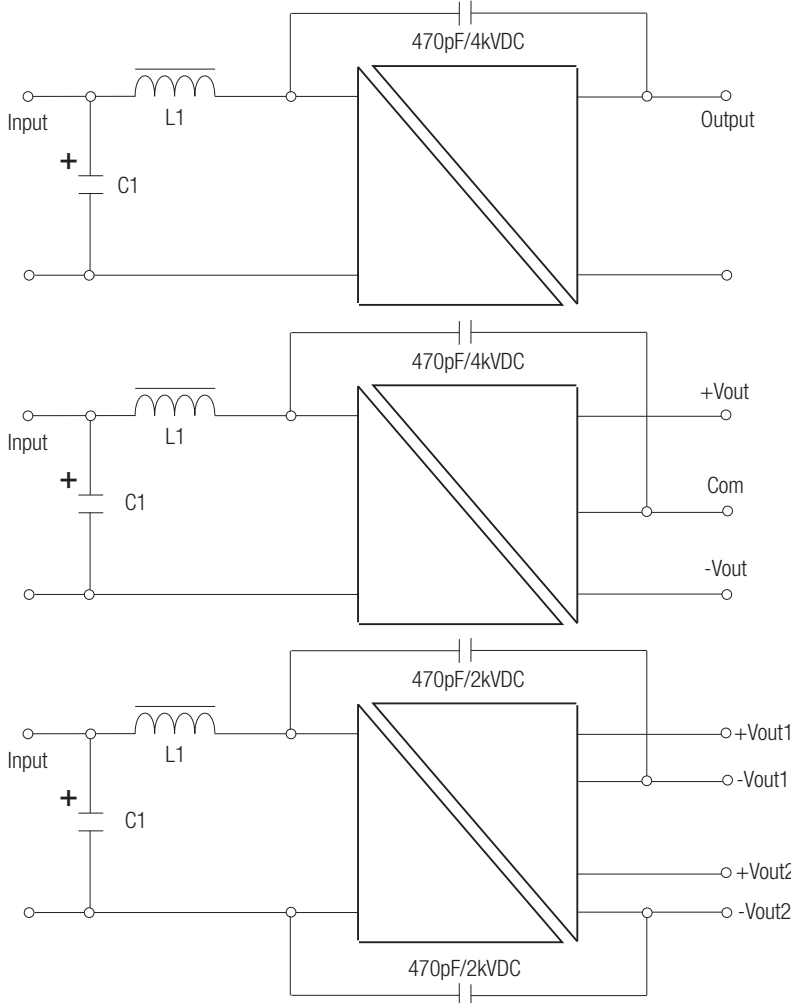 470pF/4kVDC
L1
Input
Output
+
C1
470pF/4kVDC
+Vout
L1
Input
+
Com
C1
-Vout
470pF/2kVDC
+Vout1
L1
Input
-Vout1
+
C1
+Vout2
-Vout2
470pF/2kVDC